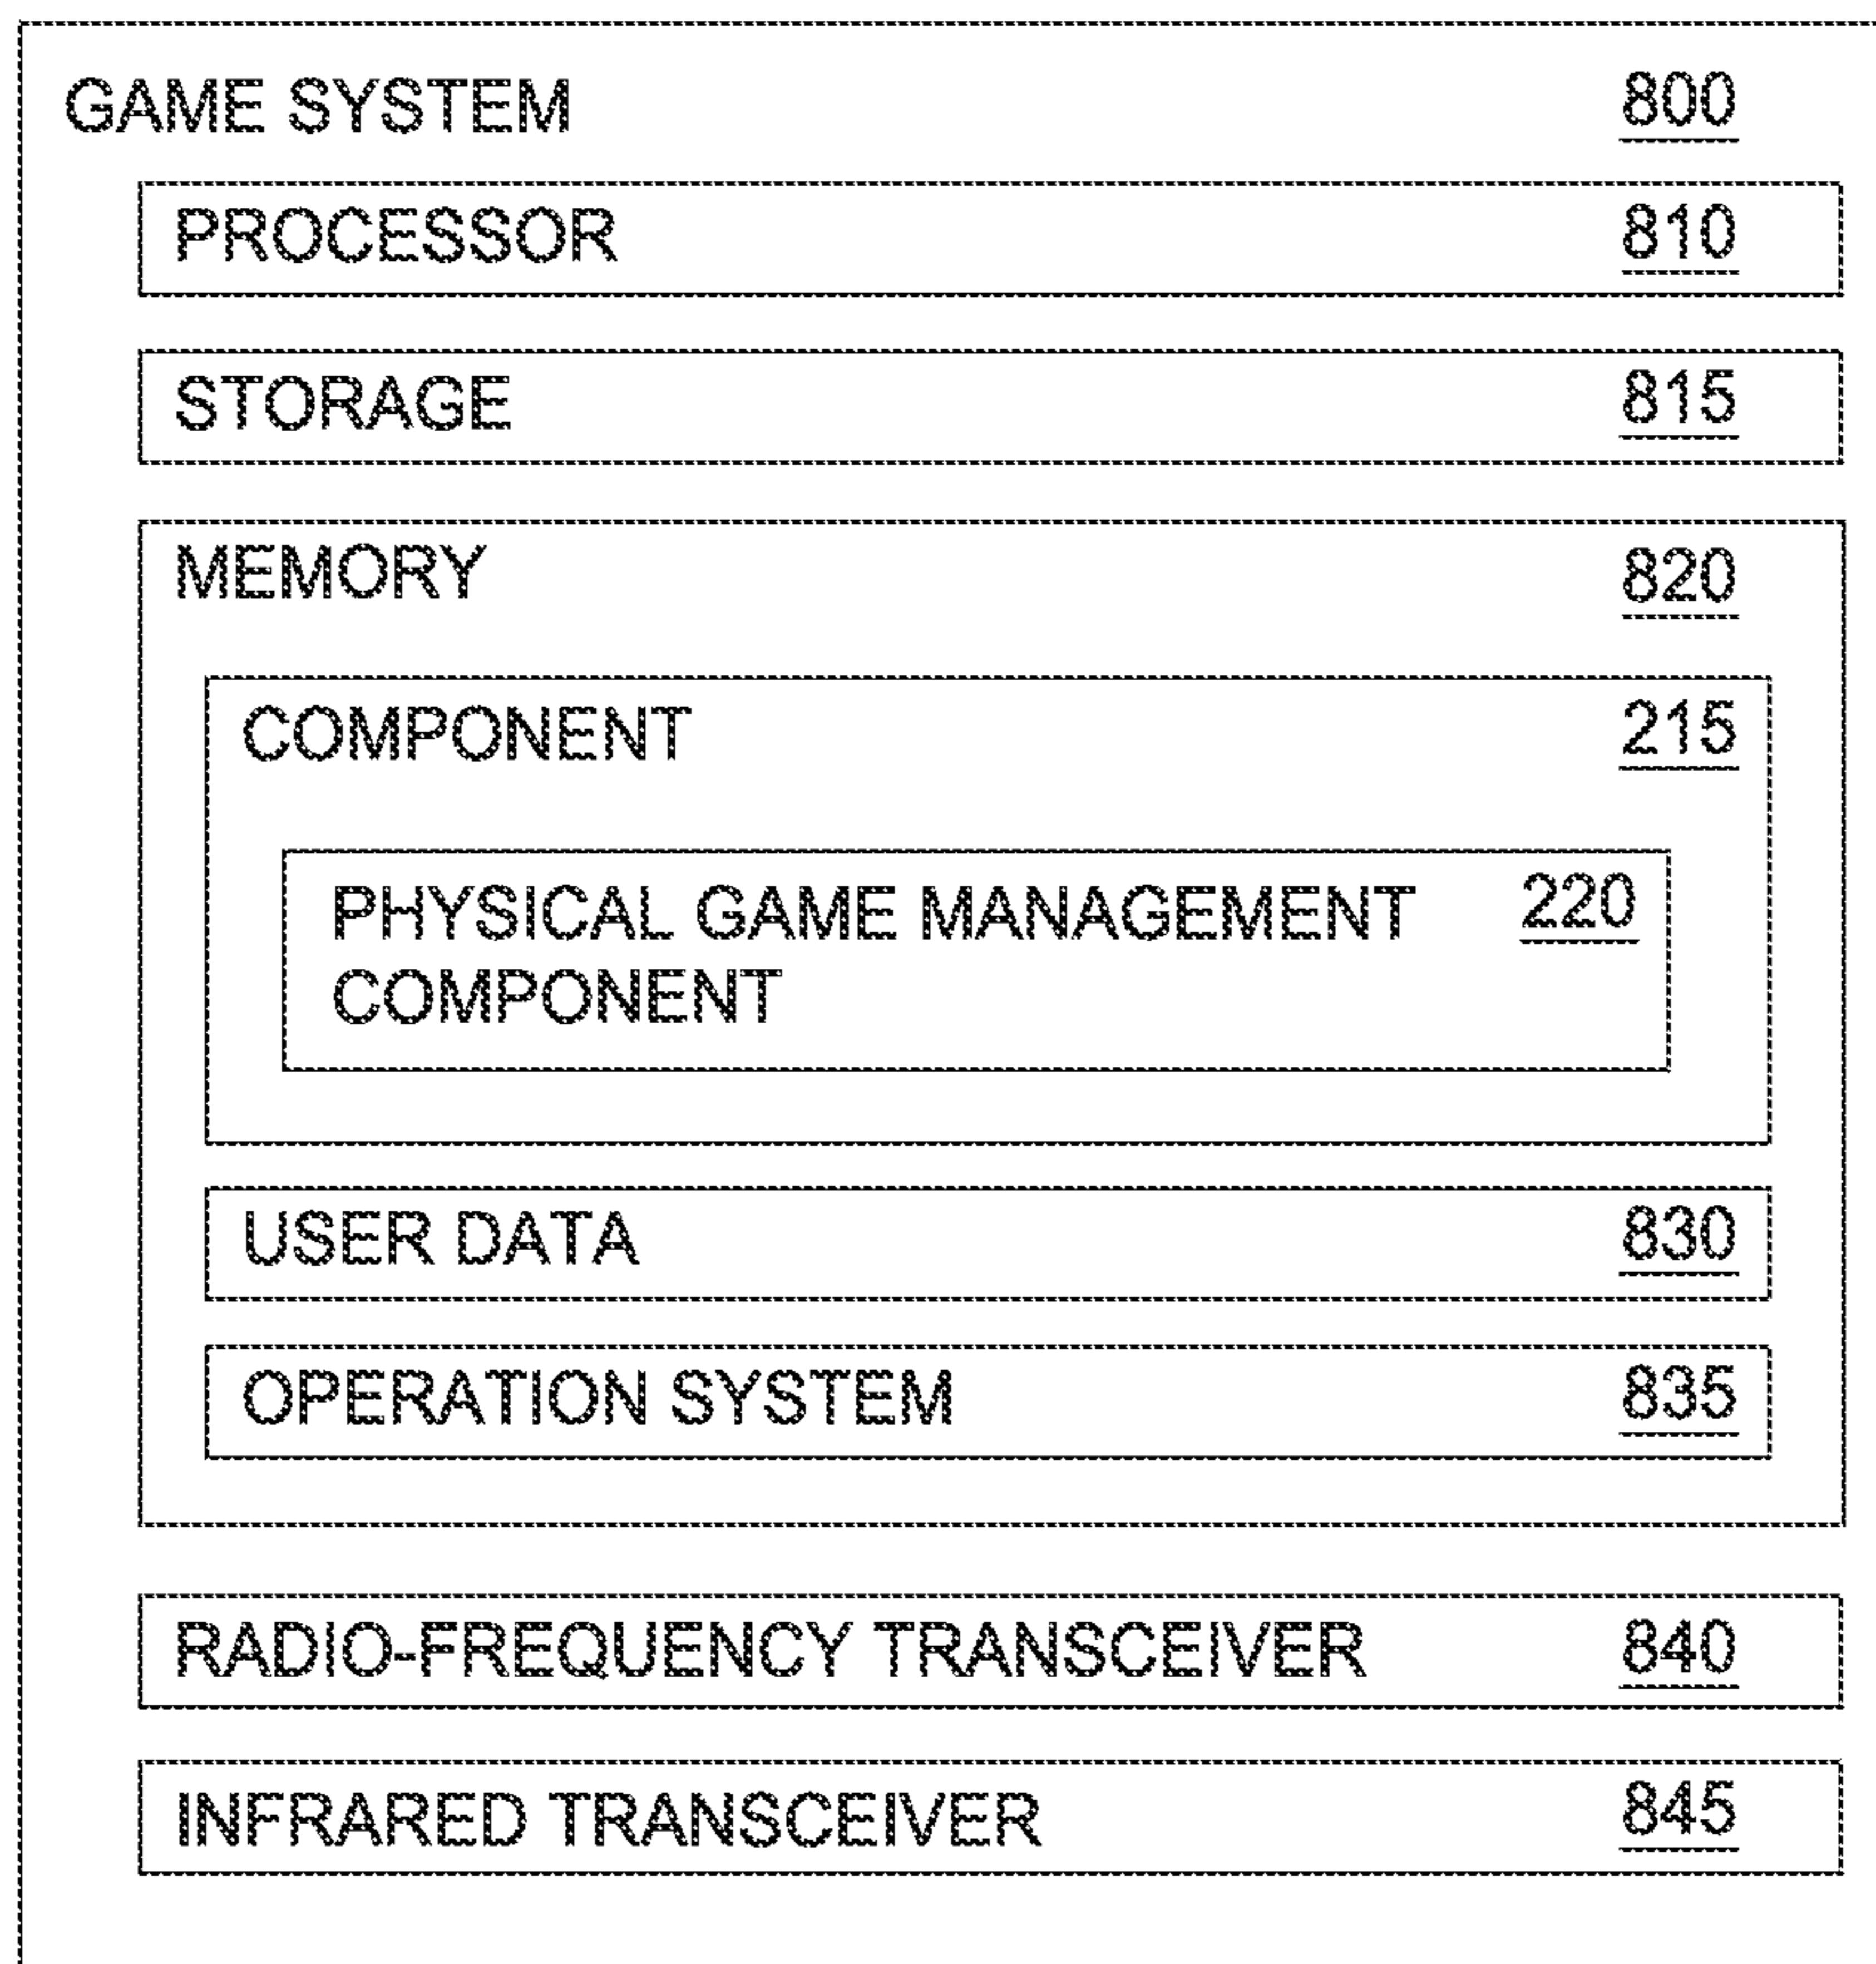 GAME SYSTEM 800
PROCESSOR 810
STORAGE 815
MEMORY 820
COMPONENT 215
PHYSICAL GAME MANAGEMENT 220
COMPONENT
USER DATA 830
OPERATION SYSTEM 835
RADIO-FREQUENCY TRANSCEIVER 840
INFRARED TRANSCEIVER 845